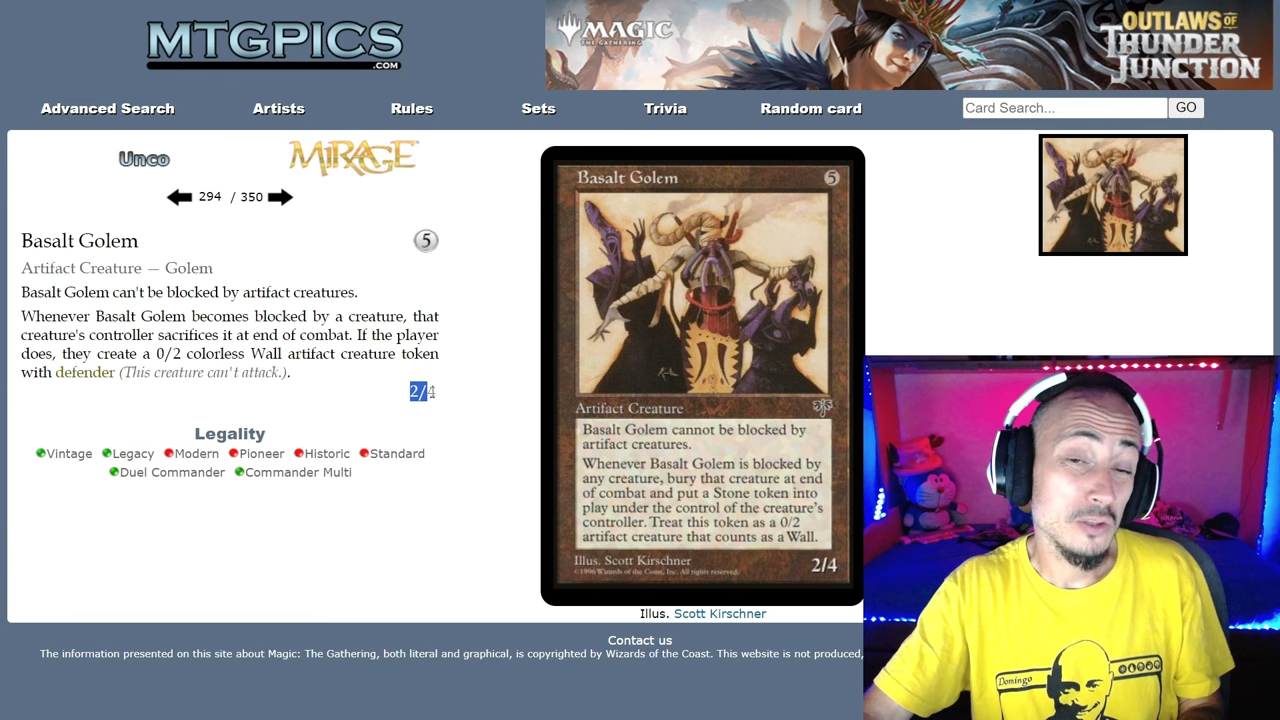 MTGPICS
.COM
MAGIC
THE GATHERING
OUTLAWS OF
THUNDER
JUNCTION
Advanced Search
Artists
Rules
Sets
Trivia
Random card
Card Search...
GO
Unco
MIRAGE
294 / 350
Basalt Golem
5
Artifact Creature — Golem
Basalt Golem can't be blocked by artifact creatures.
Whenever Basalt Golem becomes blocked by a creature, that
creature's controller sacrifices it at end of combat. If the player
does, they create a 0/2 colorless Wall artifact creature token
with defender (This creature can't attack.).
2/4
Legality
Vintage
Legacy
Modern
Pioneer
Historic
Standard
Duel Commander
Commander Multi
Basalt Golem
5
Artifact Creature
Basalt Golem cannot be blocked by
artifact creatures.
Whenever Basalt Golem is blocked by
any creature, bury that creature at end
of combat and put a Stone token into
play under the control of the creature's
controller. Treat this token as a 0/2
artifact creature that counts as a Wall.
Illus. Scott Kirschner
©1996 Wizards of the Coast, Inc. All rights reserved.
2/4
Illus. Scott Kirschner
Contact us
The information presented on this site about Magic: The Gathering, both literal and graphical, is copyrighted by Wizards of the Coast. This website is not produced,
Domingo